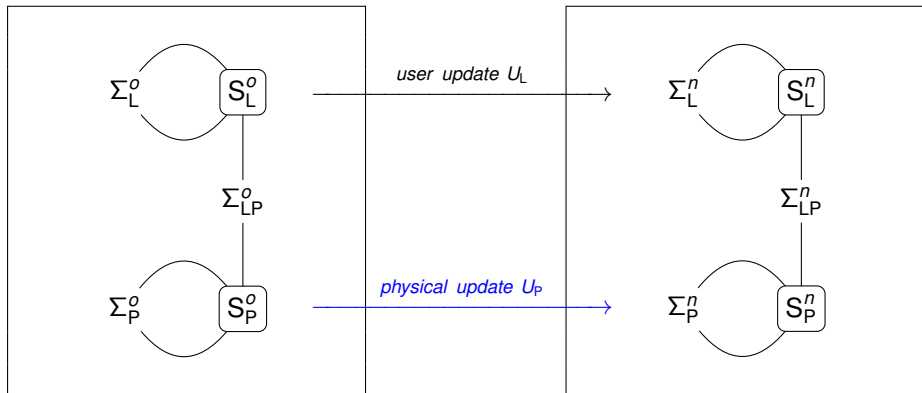 Σ_L^o S_L^o user update U_L Σ_L^n S_L^n
Σ_LP^o Σ_LP^n
Σ_P^o S_P^o physical update U_P Σ_P^n S_P^n